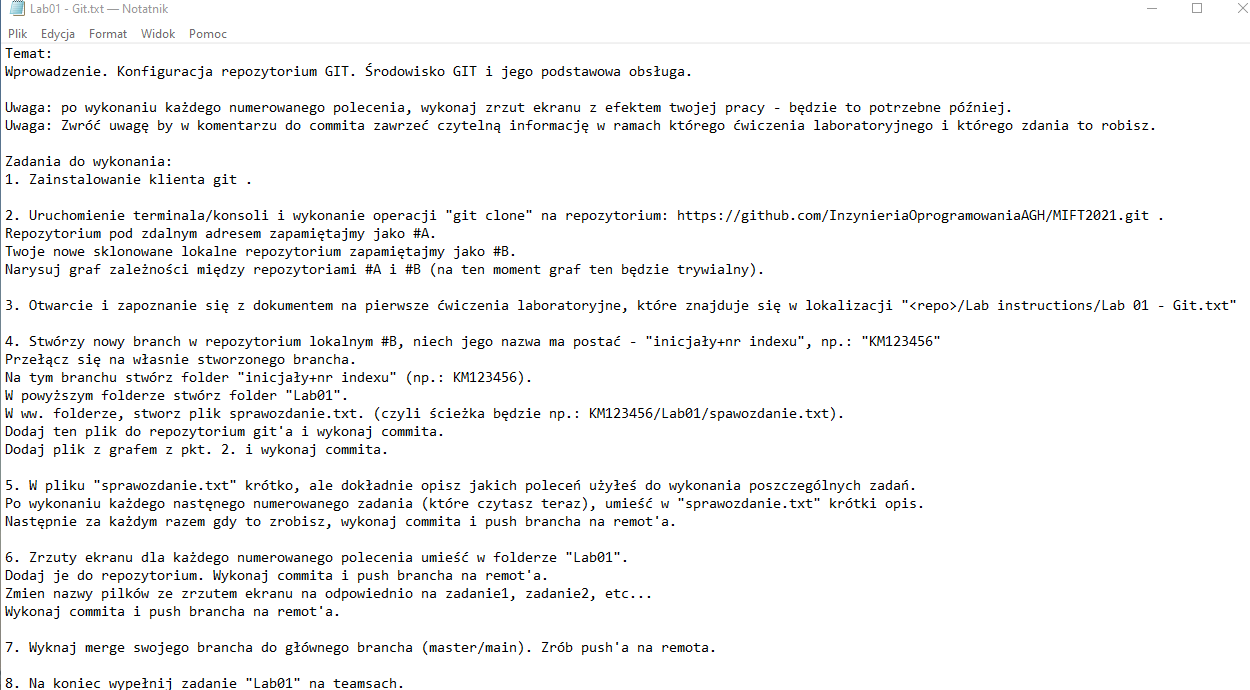 Lab01 - Git.txt — Notatnik
Plik Edycja Format Widok Pomoc
Temat:
Wprowadzenie. Konfiguracja repozytorium GIT. Środowisko GIT i jego podstawowa obsługa.
Uwaga: po wykonaniu każdego numerowanego polecenia, wykonaj zrzut ekranu z efektem twojej pracy - będzie to potrzebne później.
Uwaga: Zwróć uwagę by w komentarzu do commita zawrzeć czytelną informację w ramach którego ćwiczenia laboratoryjnego i którego zdania to robisz.
Zadania do wykonania:
1. Zainstalowanie klienta git .
2. Uruchomienie terminala/konsoli i wykonanie operacji "git clone" na repozytorium: https://github.com/InzynieriaOprogramowaniaAGH/MIFT2021.git .
Repozytorium pod zdalnym adresem zapamiętajmy jako #A.
Twoje nowe sklonowane lokalne repozytorium zapamiętajmy jako #B.
Narysuj graf zależności między repozytoriami #A i #B (na ten moment graf ten będzie trywialny).
3. Otwarcie i zapoznanie się z dokumentem na pierwsze ćwiczenia laboratoryjne, które znajduje się w lokalizacji "<repo>/Lab instructions/Lab 01 - Git.txt"
4. Stwórzy nowy branch w repozytorium lokalnym #B, niech jego nazwa ma postać - "inicjały+nr indexu", np.: "KM123456"
Przełącz się na własnie stworzonego brancha.
Na tym branchu stwórz folder "inicjały+nr indexu" (np.: KM123456).
W powyższym folderze stwórz folder "Lab01".
W ww. folderze, stworz plik sprawozdanie.txt. (czyli ścieżka będzie np.: KM123456/Lab01/spawozdanie.txt).
Dodaj ten plik do repozytorium git'a i wykonaj commita.
Dodaj plik z grafem z pkt. 2. i wykonaj commita.
5. W pliku "sprawozdanie.txt" krótko, ale dokładnie opisz jakich poleceń użyłeś do wykonania poszczególnych zadań.
Po wykonaniu każdego nastęnego numerowanego zadania (które czytasz teraz), umieść w "sprawozdanie.txt" krótki opis.
Następnie za każdym razem gdy to zrobisz, wykonaj commita i push brancha na remot'a.
6. Zrzuty ekranu dla każdego numerowanego polecenia umieść w folderze "Lab01".
Dodaj je do repozytorium. Wykonaj commita i push brancha na remot'a.
Zmien nazwy pilków ze zrzutem ekranu na odpowiednio na zadanie1, zadanie2, etc...
Wykonaj commita i push brancha na remot'a.
7. Wyknaj merge swojego brancha do głównego brancha (master/main). Zrób push'a na remota.
8. Na koniec wypełnij zadanie "Lab01" na teamsach.